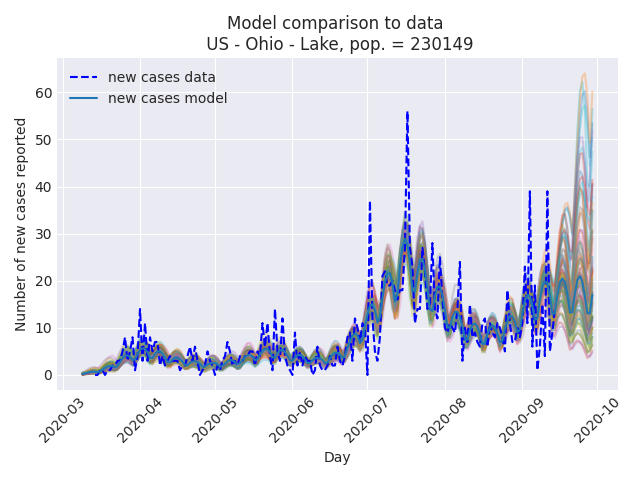 Model comparison to data
US - Ohio - Lake, pop. = 230149
new cases data
new cases model
Number of new cases reported
60
50
40
30
20
10
0
2020-03
2020-04
2020-05
2020-06
2020-07
2020-08
2020-09
2020-10
Day